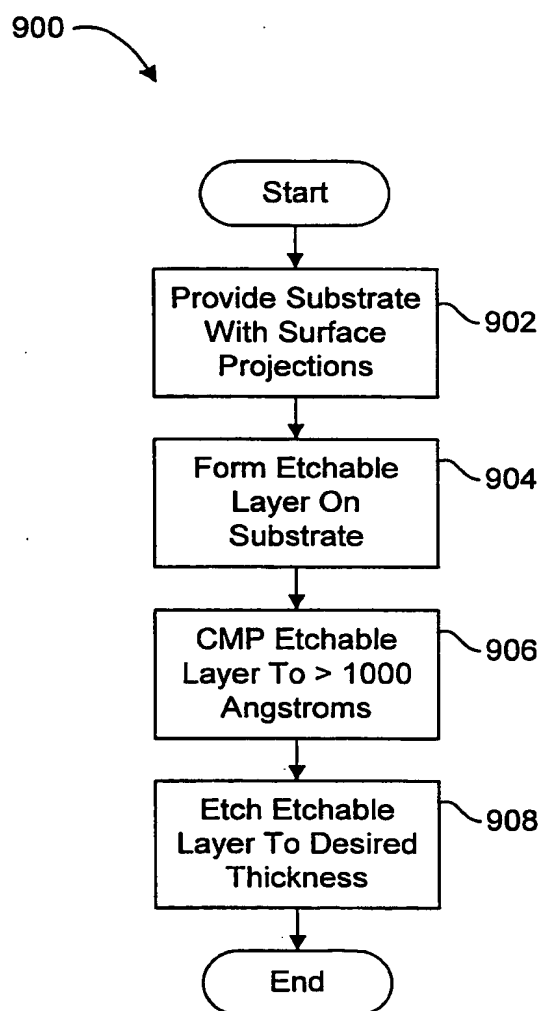 900
Start
Provide Substrate
With Surface
Projections
902
Form Etchable
Layer On
Substrate
904
CMP Etchable
Layer To > 1000
Angstroms
906
Etch Etchable
Layer To Desired
Thickness
908
End